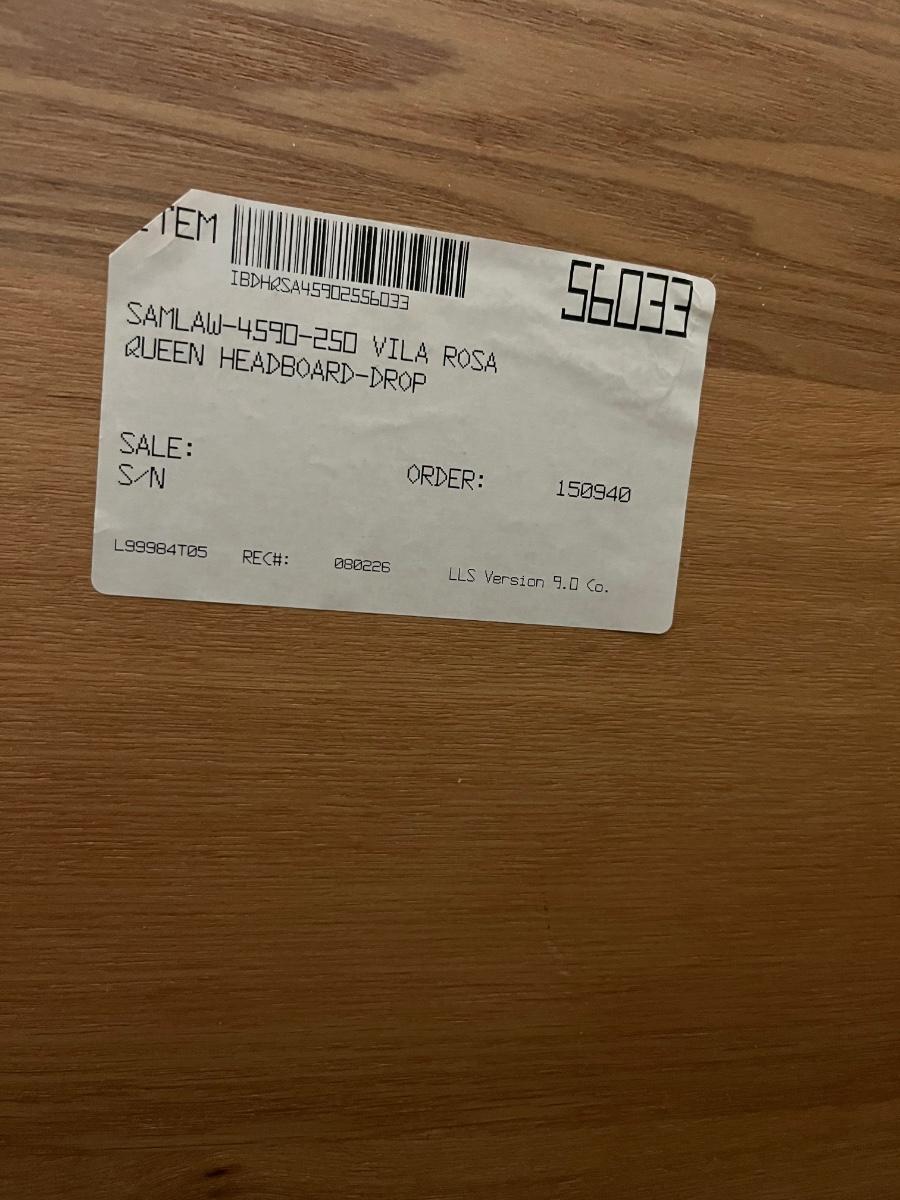 ITEM
56033
IBDHQSA45902556033
SAMLAW-4590-250 VILA ROSA
QUEEN HEADBOARD-DROP
SALE:
S/N
ORDER: 150940
L99984T05 REC#: 080226 LLS Version 9.0 Co.